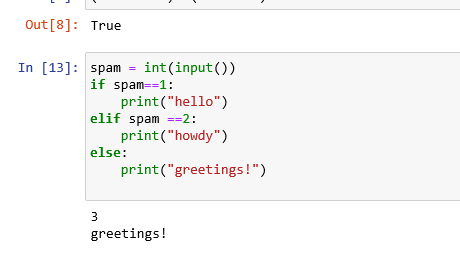 Out[8]: True
In [13]: spam = int(input())
if spam==1:
    print("hello")
elif spam ==2:
    print("howdy")
else:
    print("greetings!")
3
greetings!